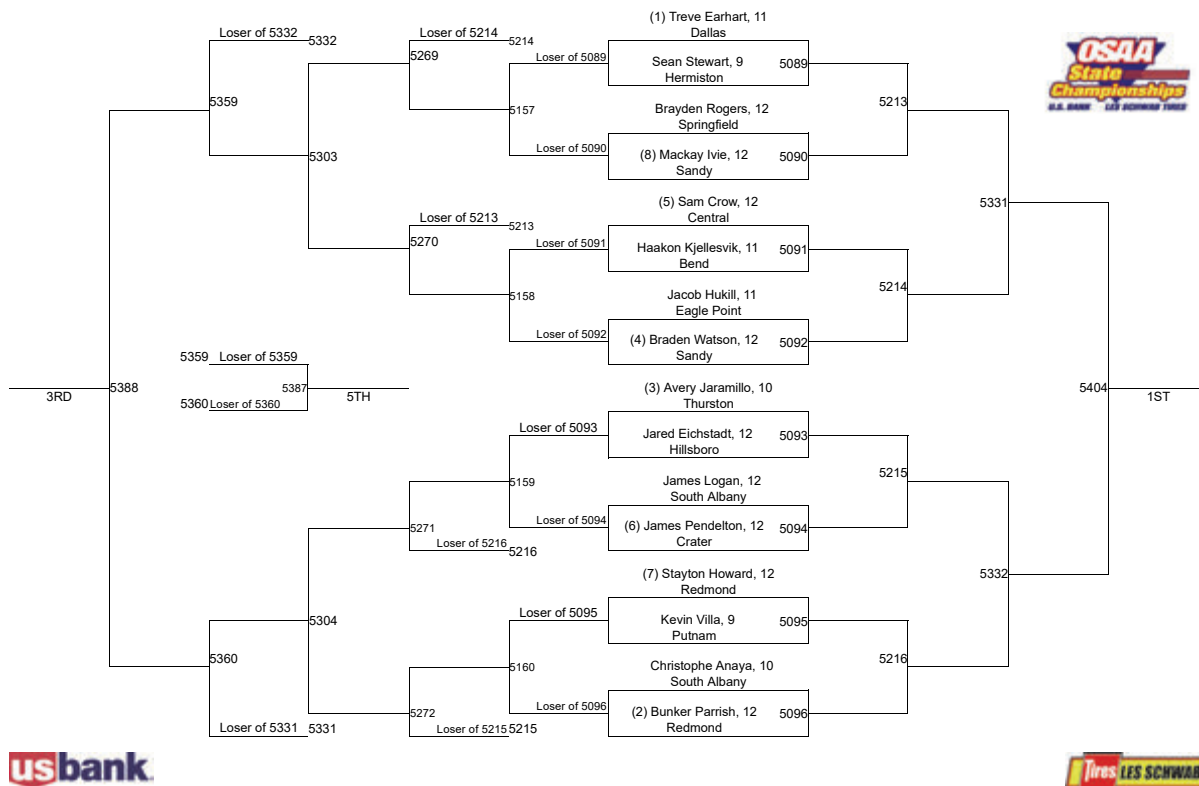 (1) Treve Earhart, 11
Dallas
Loser of 5332
5332
Loser of 5214
5214
5269
Loser of 5089
Sean Stewart, 9
Hermiston
5089
OSAA
State
Championships
U.S. BANK LES SCHWAB TIRES
5359
5157
Brayden Rogers, 12
Springfield
5213
5303
Loser of 5090
(8) Mackay Ivie, 12
Sandy
5090
(5) Sam Crow, 12
Central
5331
Loser of 5213
5213
5270
Loser of 5091
Haakon Kjellesvik, 11
Bend
5091
5158
Jacob Hukill, 11
Eagle Point
5214
Loser of 5092
(4) Braden Watson, 12
Sandy
5092
5359
Loser of 5359
5388
5387
3RD
5TH
(3) Avery Jaramillo, 10
Thurston
5404
1ST
5360
Loser of 5360
Loser of 5093
Jared Eichstadt, 12
Hillsboro
5093
5159
James Logan, 12
South Albany
5215
5271
Loser of 5094
(6) James Pendelton, 12
Crater
5094
Loser of 5216
5216
(7) Stayton Howard, 12
Redmond
5332
5304
Loser of 5095
Kevin Villa, 9
Putnam
5095
5360
5160
Christophe Anaya, 10
South Albany
5216
5272
Loser of 5096
(2) Bunker Parrish, 12
Redmond
5096
Loser of 5331
5331
Loser of 5215
5215
usbank.
Tires LES SCHWAB